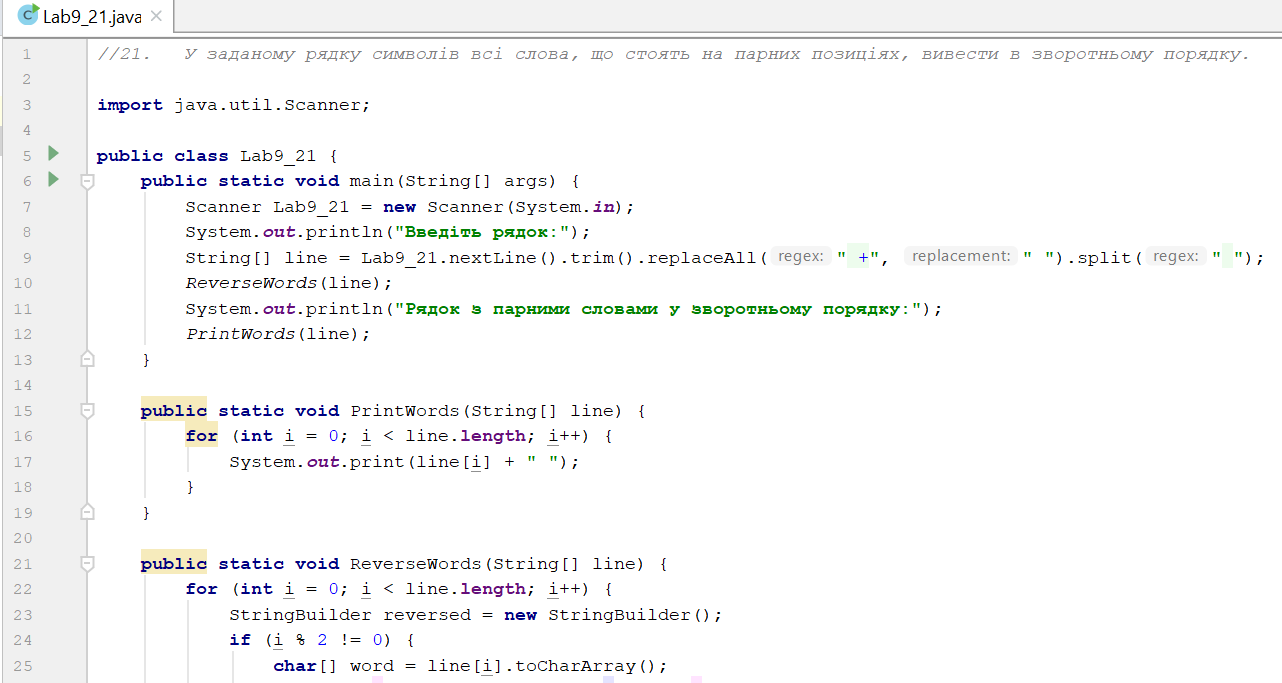 Lab9_21.java
1 //21. У заданому рядку символів всі слова, що стоять на парних позиціях, вивести в зворотньому порядку.
2
3 import java.util.Scanner;
4
5 public class Lab9_21 {
6 public static void main(String[] args) {
7 Scanner Lab9_21 = new Scanner(System.in);
8 System.out.println("Введіть рядок:");
9 String[] line = Lab9_21.nextLine().trim().replaceAll( regex: " +", replacement: " ").split( regex: " ");
10 ReverseWords(line);
11 System.out.println("Рядок з парними словами у зворотньому порядку:");
12 PrintWords(line);
13 }
14
15 public static void PrintWords(String[] line) {
16 for (int i = 0; i < line.length; i++) {
17 System.out.print(line[i] + " ");
18 }
19 }
20
21 public static void ReverseWords(String[] line) {
22 for (int i = 0; i < line.length; i++) {
23 StringBuilder reversed = new StringBuilder();
24 if (i % 2 != 0) {
25 char[] word = line[i].toCharArray();